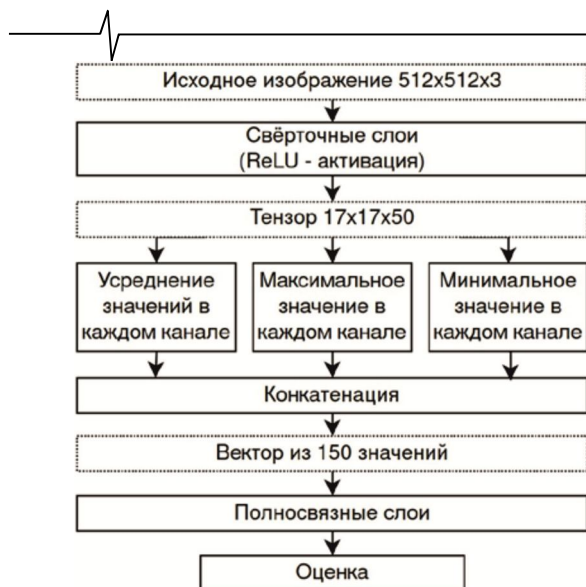 Исходное изображение 512x512x3
Свёрточные слои
(ReLU - активация)
Тензор 17x17x50
Усреднение
значений в
каждом канале
Максимальное
значение в
каждом канале
Минимальное
значение в
каждом канале
Конкатенация
Вектор из 150 значений
Полносвязные слои
Оценка